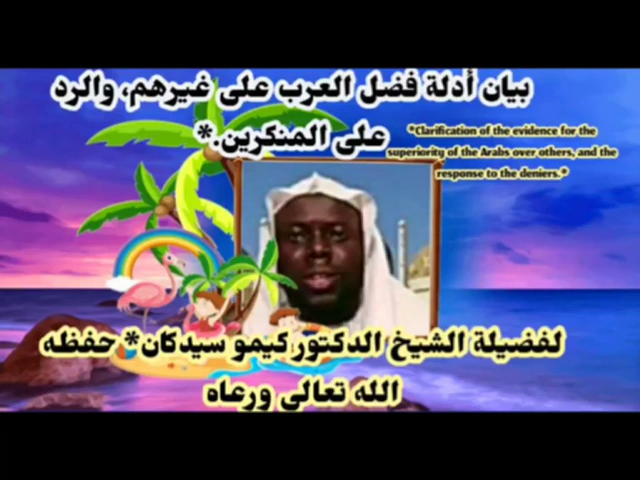 بيان أدلة فضل العرب على غيرهم، والرد
على المنكرين.*
*Clarification of the evidence for the
superiority of the Arabs over others, and the
response to the deniers.*
لفضيلة الشيخ الدكتور كيمو سيدكان* حفظه
الله تعالى ورعاه